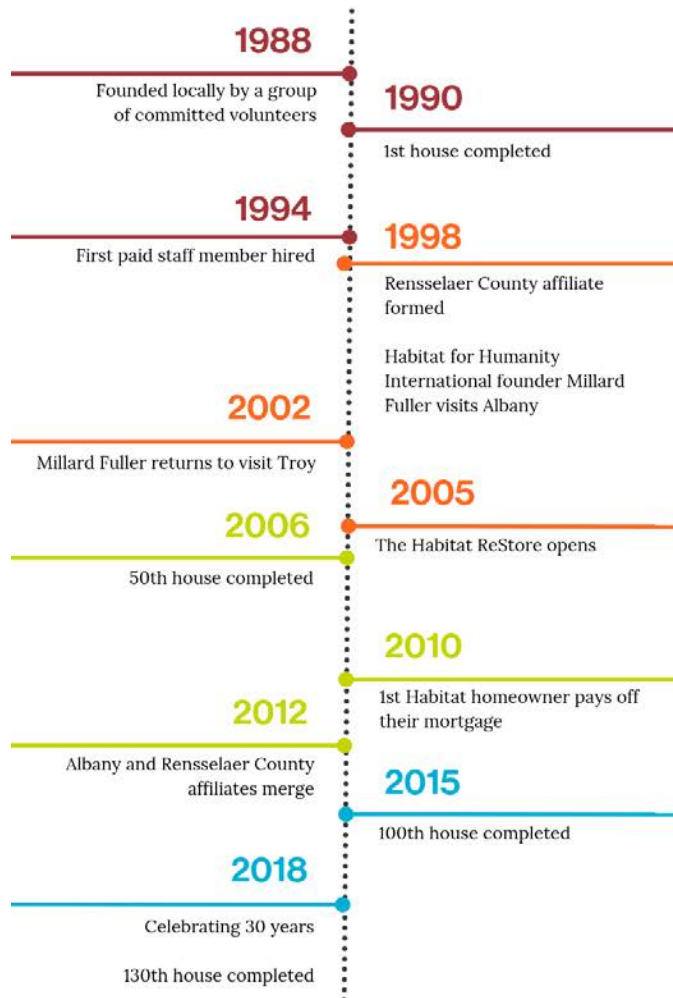 1988
Founded locally by a group
of committed volunteers
1990
1st house completed
1994
First paid staff member hired
1998
Rensselaer County affiliate
formed
Habitat for Humanity
International founder Millard
Fuller visits Albany
2002
Millard Fuller returns to visit Troy
2005
The Habitat ReStore opens
2006
50th house completed
2010
1st Habitat homeowner pays off
their mortgage
2012
Albany and Rensselaer County
affiliates merge
2015
100th house completed
2018
Celebrating 30 years
130th house completed